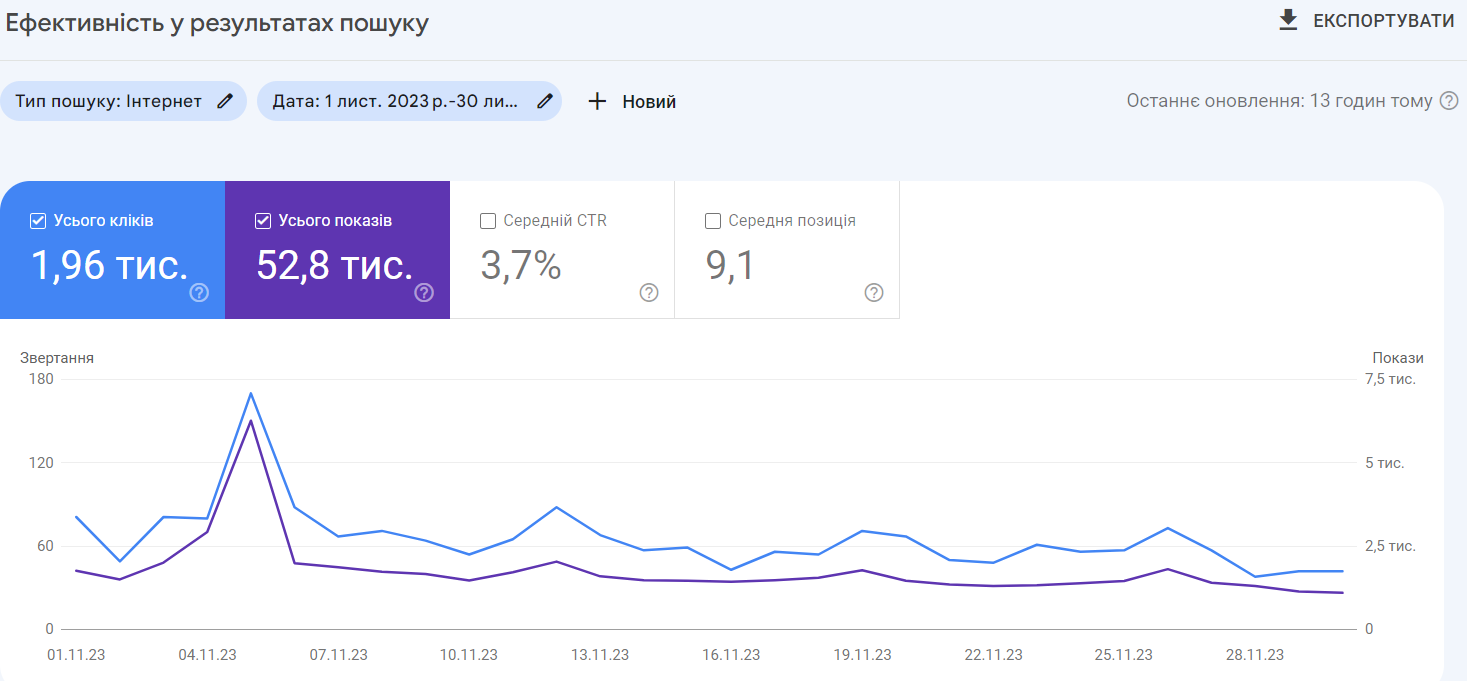 Ефективність у результатах пошуку
ЕКСПОРТУВАТИ
Тип пошуку: Інтернет
Дата: 1 лист. 2023 р.-30 ли...
Новий
Останнє оновлення: 13 годин тому
Усього кліків
Усього показів
Середній CTR
Середня позиція
1,96 тис.
52,8 тис.
3,7%
9,1
Звертання
Покази
180
7,5 тис.
120
5 тис.
60
2,5 тис.
0
0
01.11.23
04.11.23
07.11.23
10.11.23
13.11.23
16.11.23
19.11.23
22.11.23
25.11.23
28.11.23